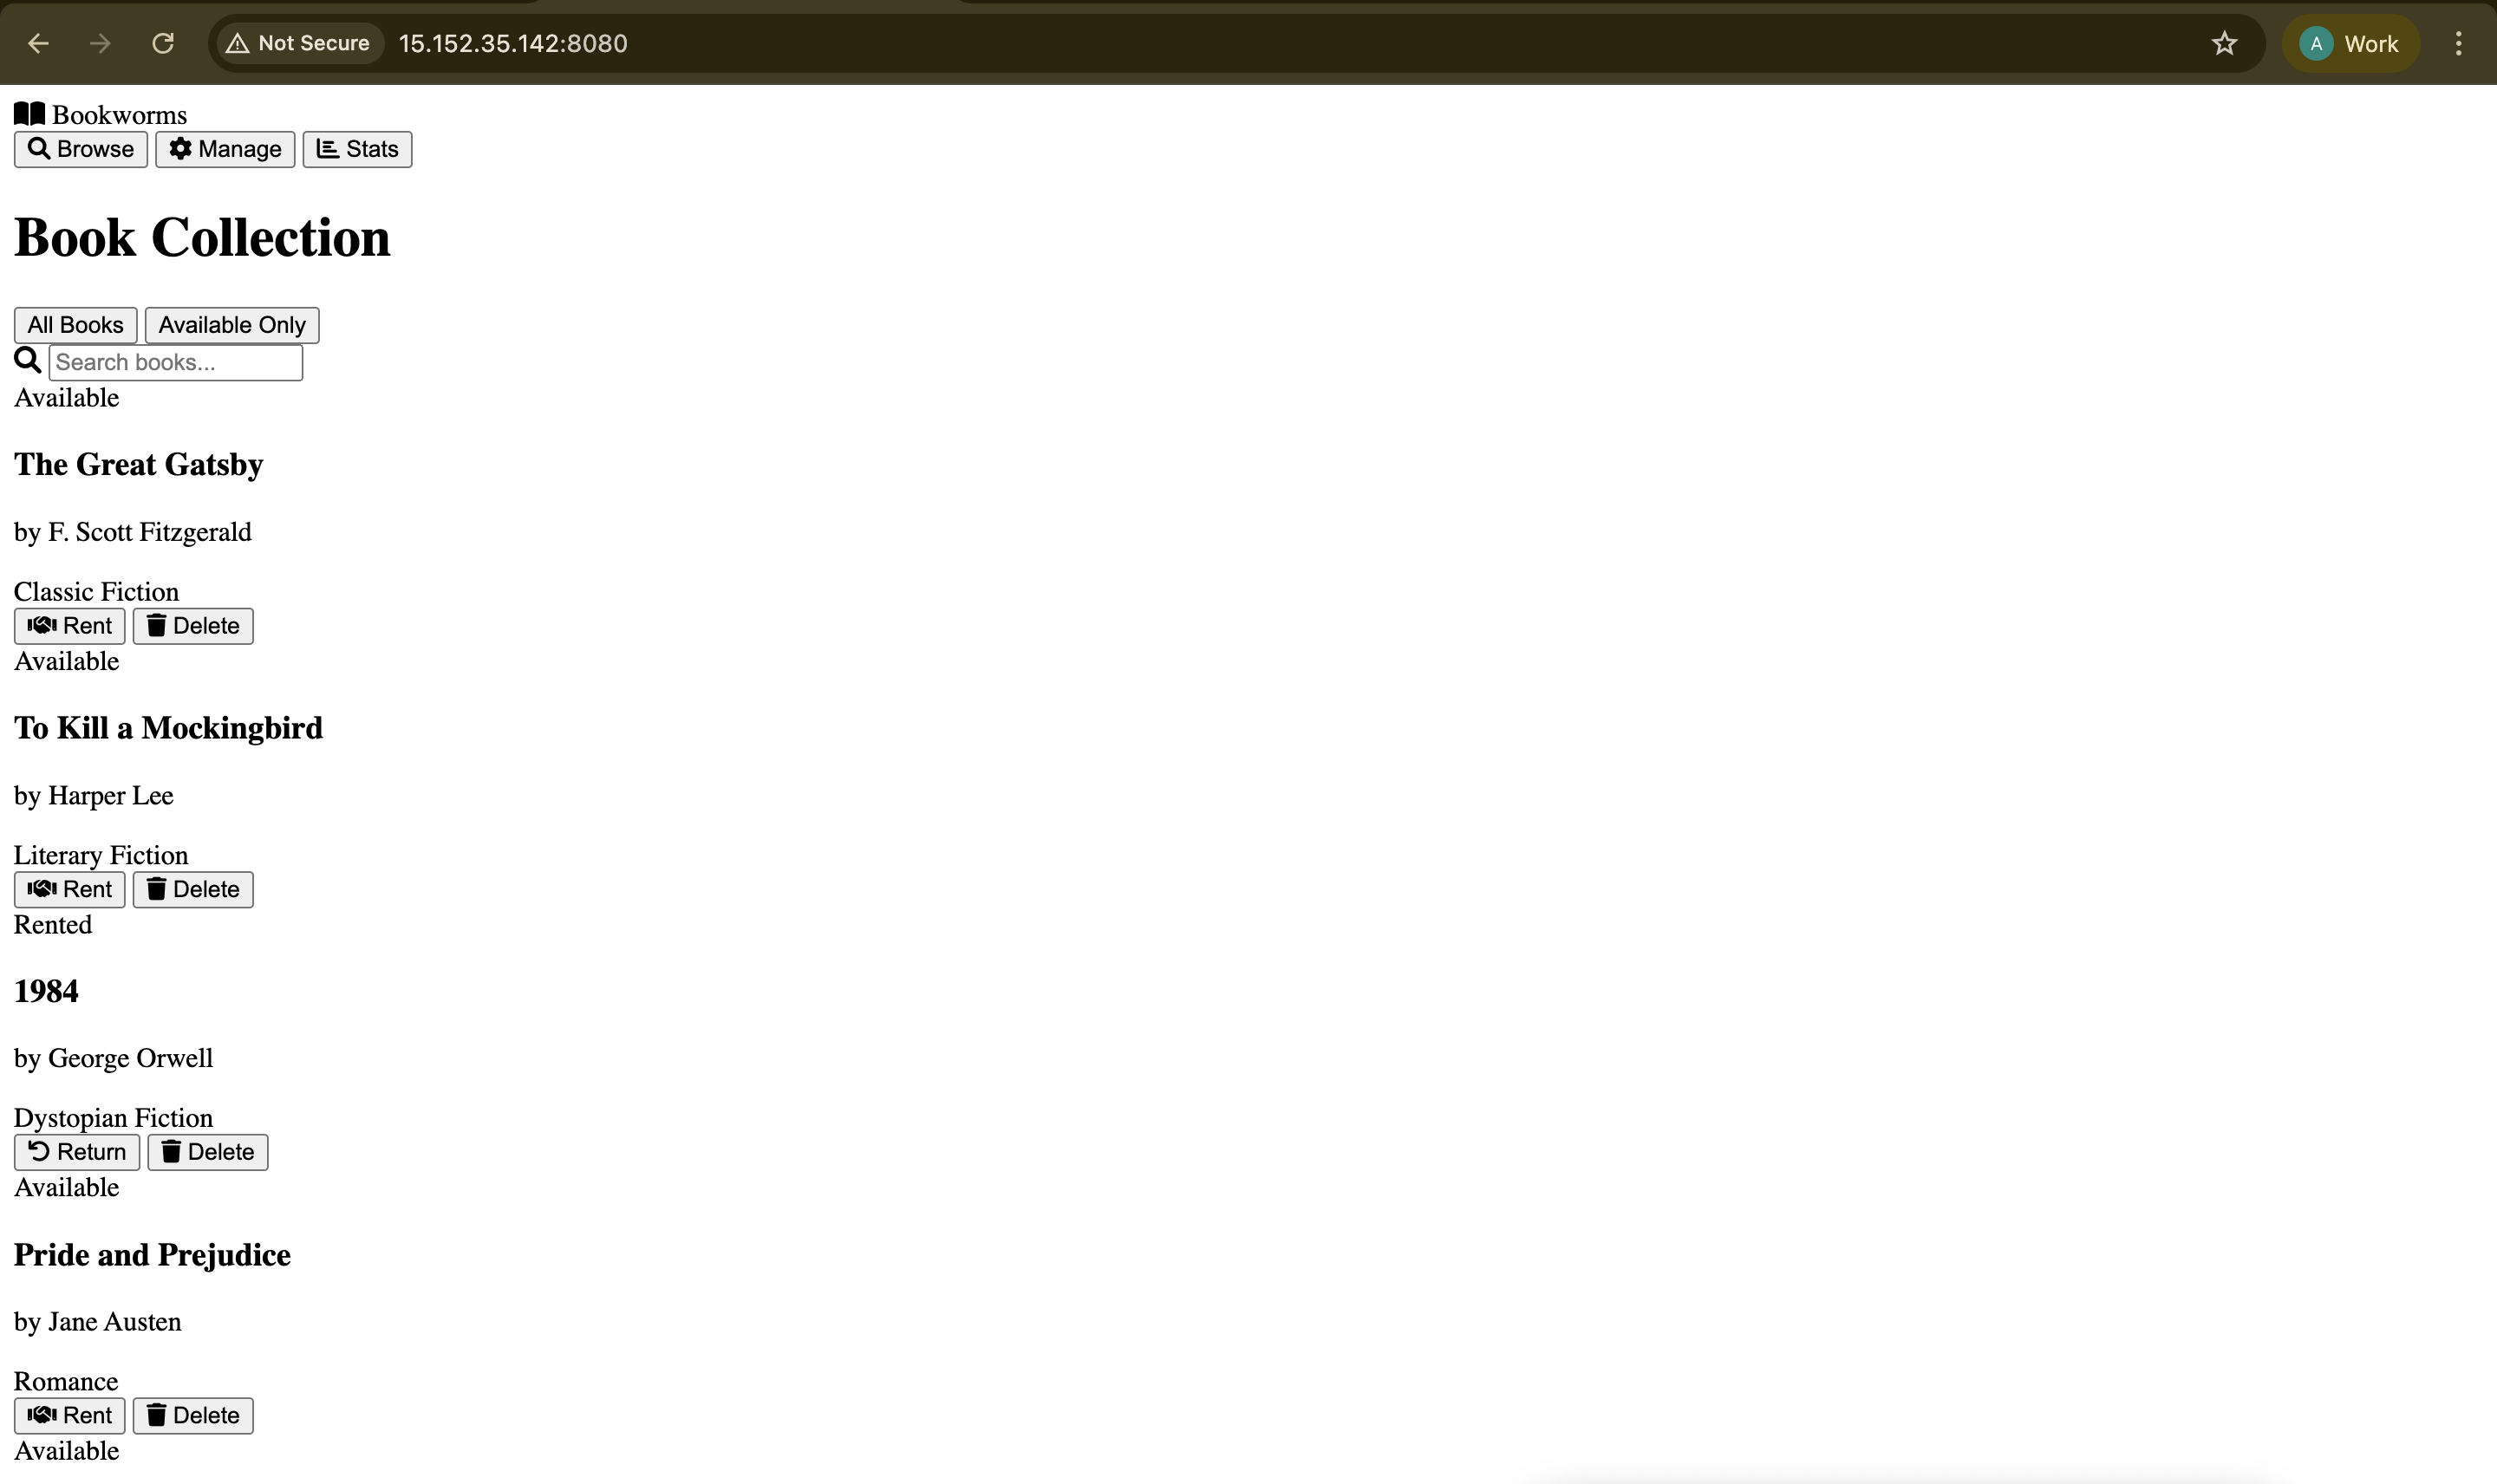 Not Secure 15.152.35.142:8080 A Work
Bookworms
Browse Manage Stats
Book Collection
All Books Available Only
Search books...
Available
The Great Gatsby
by F. Scott Fitzgerald
Classic Fiction
Rent Delete
Available
To Kill a Mockingbird
by Harper Lee
Literary Fiction
Rent Delete
Rented
1984
by George Orwell
Dystopian Fiction
Return Delete
Available
Pride and Prejudice
by Jane Austen
Romance
Rent Delete
Available